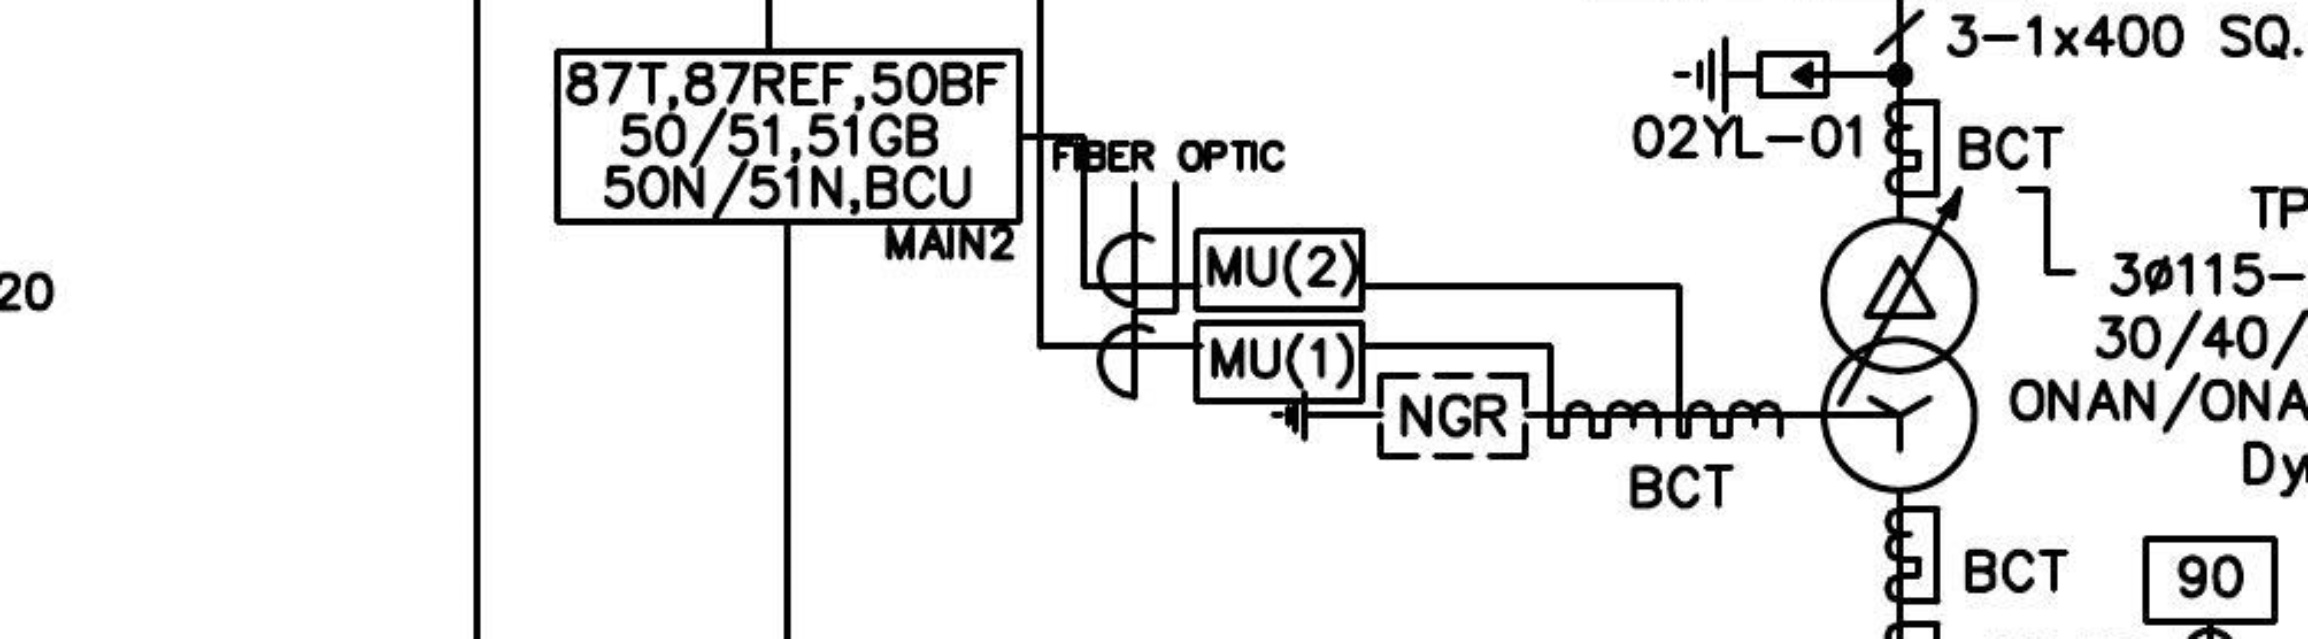 3-1x400 SQ.
87T,87REF,50BF
50/51,51GB
50N/51N,BCU
MAIN2
FIBER OPTIC
02YL-01
BCT
TP
20
MU(2)
3ø115-
30/40/
MU(1)
ONAN/ONA
NGR
BCT
Dy
BCT
90